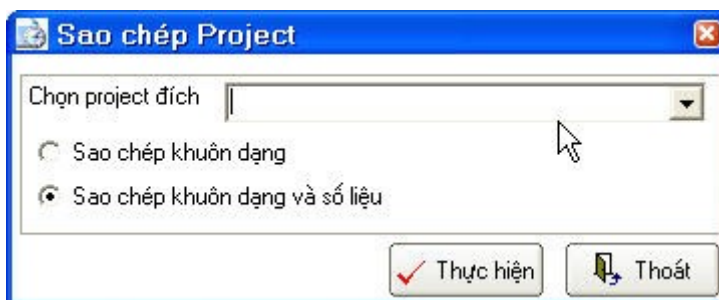 Sao chép Project
Chọn project đích
Sao chép khuôn dạng
Sao chép khuôn dạng và số liệu
Thực hiện Thoát